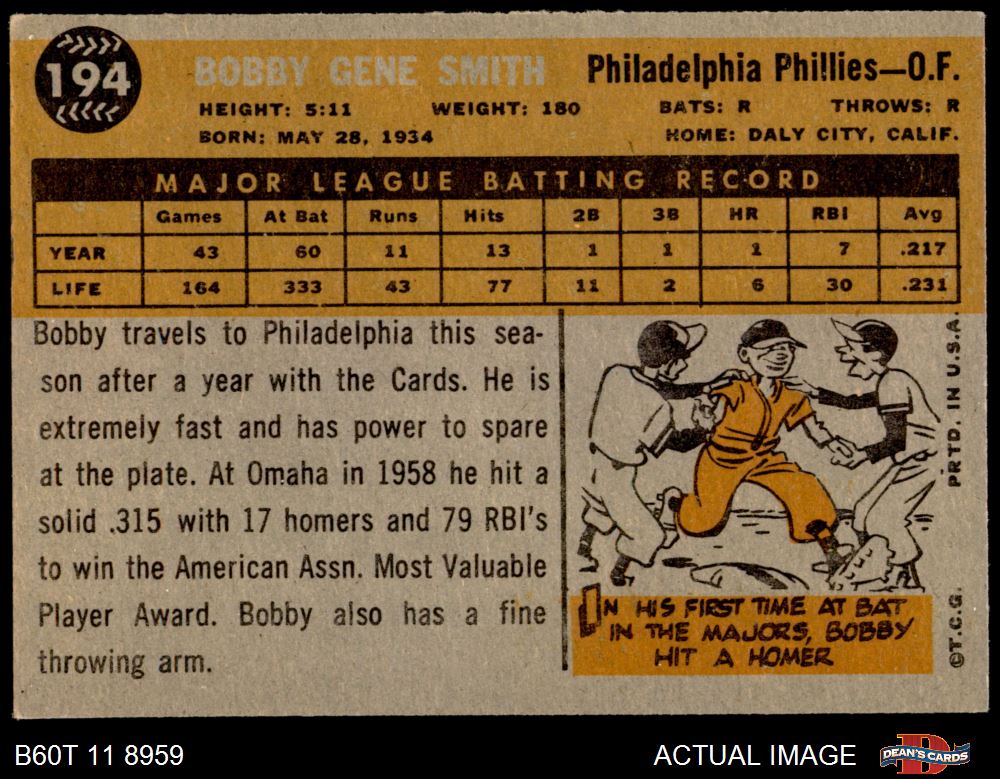 194
BOBBY GENE SMITH
Philadelphia Phillies—O.F.
HEIGHT: 5:11 WEIGHT: 180 BATS: R THROWS: R
BORN: MAY 28, 1934 HOME: DALY CITY, CALIF.
MAJOR LEAGUE BATTING RECORD
Games At Bat Runs Hits 2B 3B HR RBI Avg
YEAR 43 60 11 13 1 1 1 7 .217
LIFE 164 333 43 77 11 2 6 30 .231
Bobby travels to Philadelphia this sea-
son after a year with the Cards. He is
extremely fast and has power to spare
at the plate. At Omaha in 1958 he hit a
solid .315 with 17 homers and 79 RBI's
to win the American Assn. Most Valuable
Player Award. Bobby also has a fine
throwing arm.
IN HIS FIRST TIME AT BAT
IN THE MAJORS, BOBBY
HIT A HOMER
©T.C.G. PRTD. IN U.S.A.
B60T 11 8959
ACTUAL IMAGE
D
DEAN'S CARDS